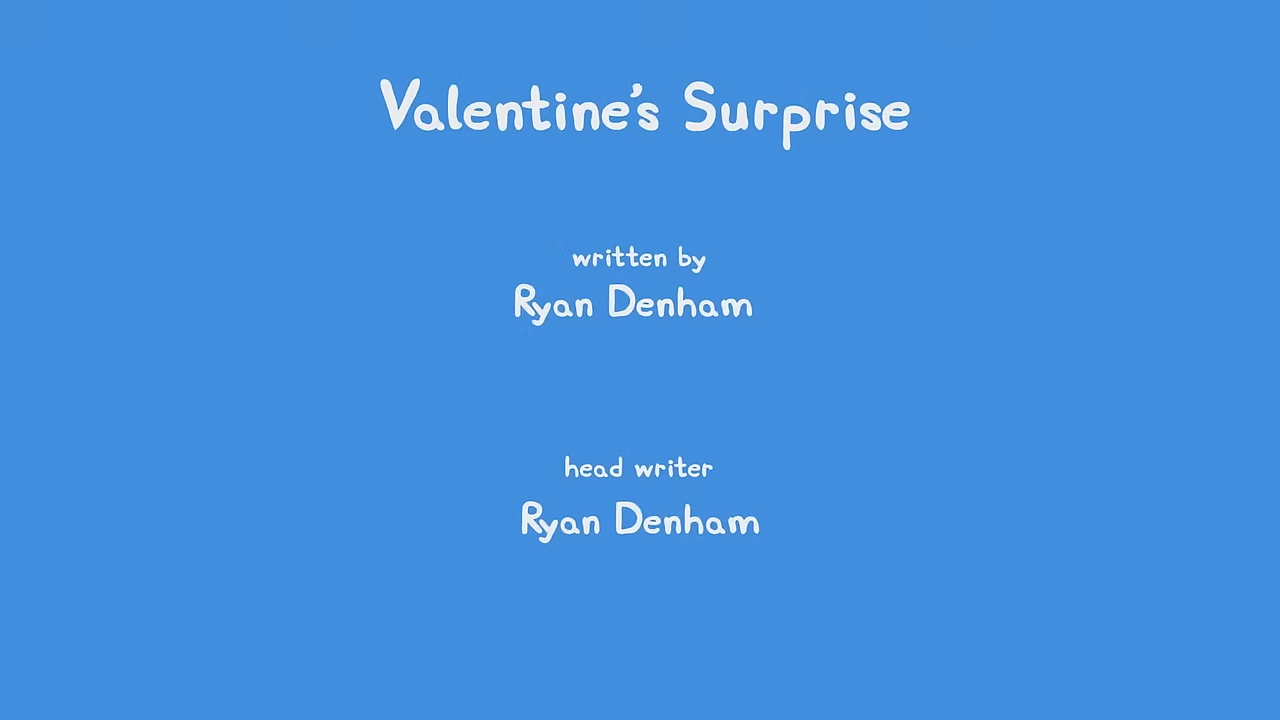 Valentine's Surprise
written by
Ryan Denham
head writer
Ryan Denham